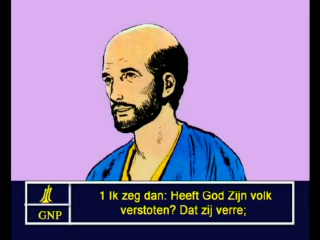 1 Ik zeg dan: Heeft God Zijn volk
verstoten? Dat zij verre;
GNP